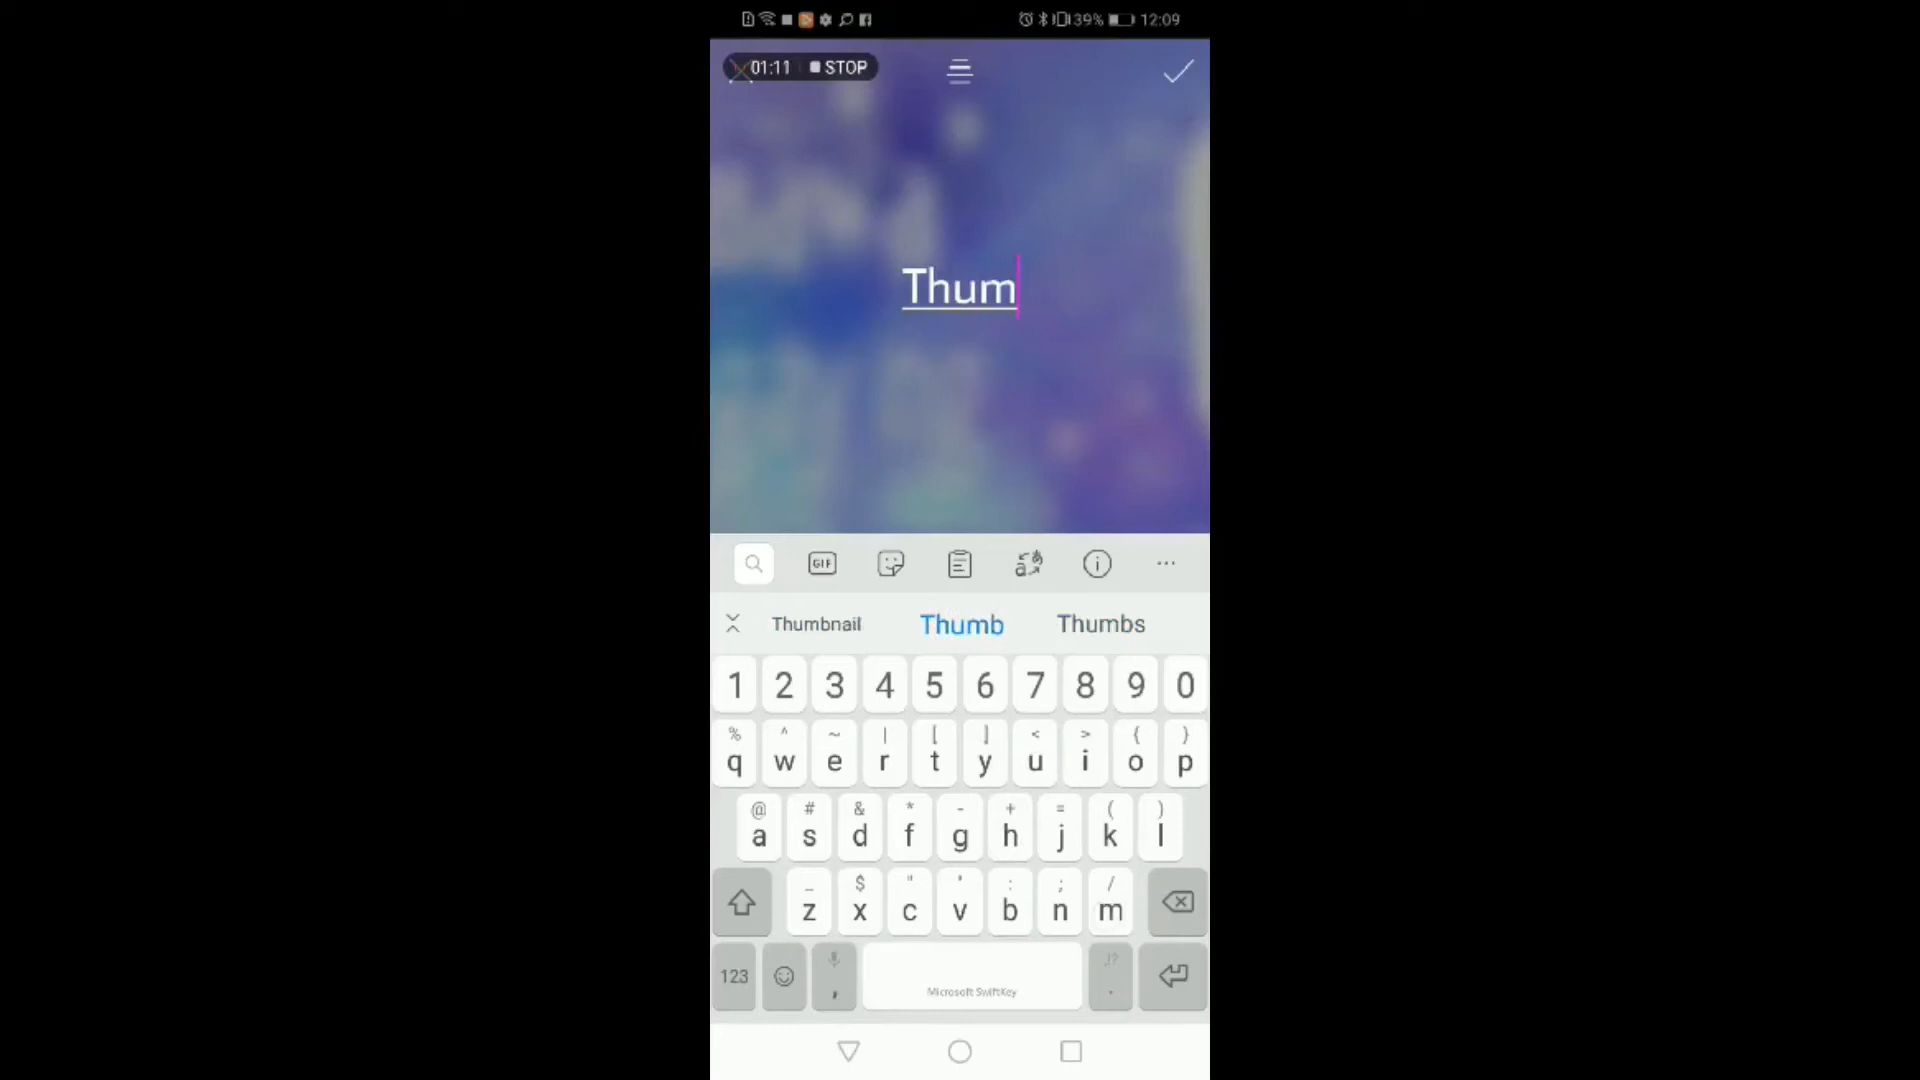 39% 12:09
01:11 STOP
Thum
GIF
Thumbnail Thumb Thumbs
1 2 3 4 5 6 7 8 9 0
% ^ ~ | [ ] < > { }
q w e r t y u i o p
@ # & * - + = ( )
a s d f g h j k l
_ $ " ' : ; /
z x c v b n m
123 , Microsoft SwiftKey .